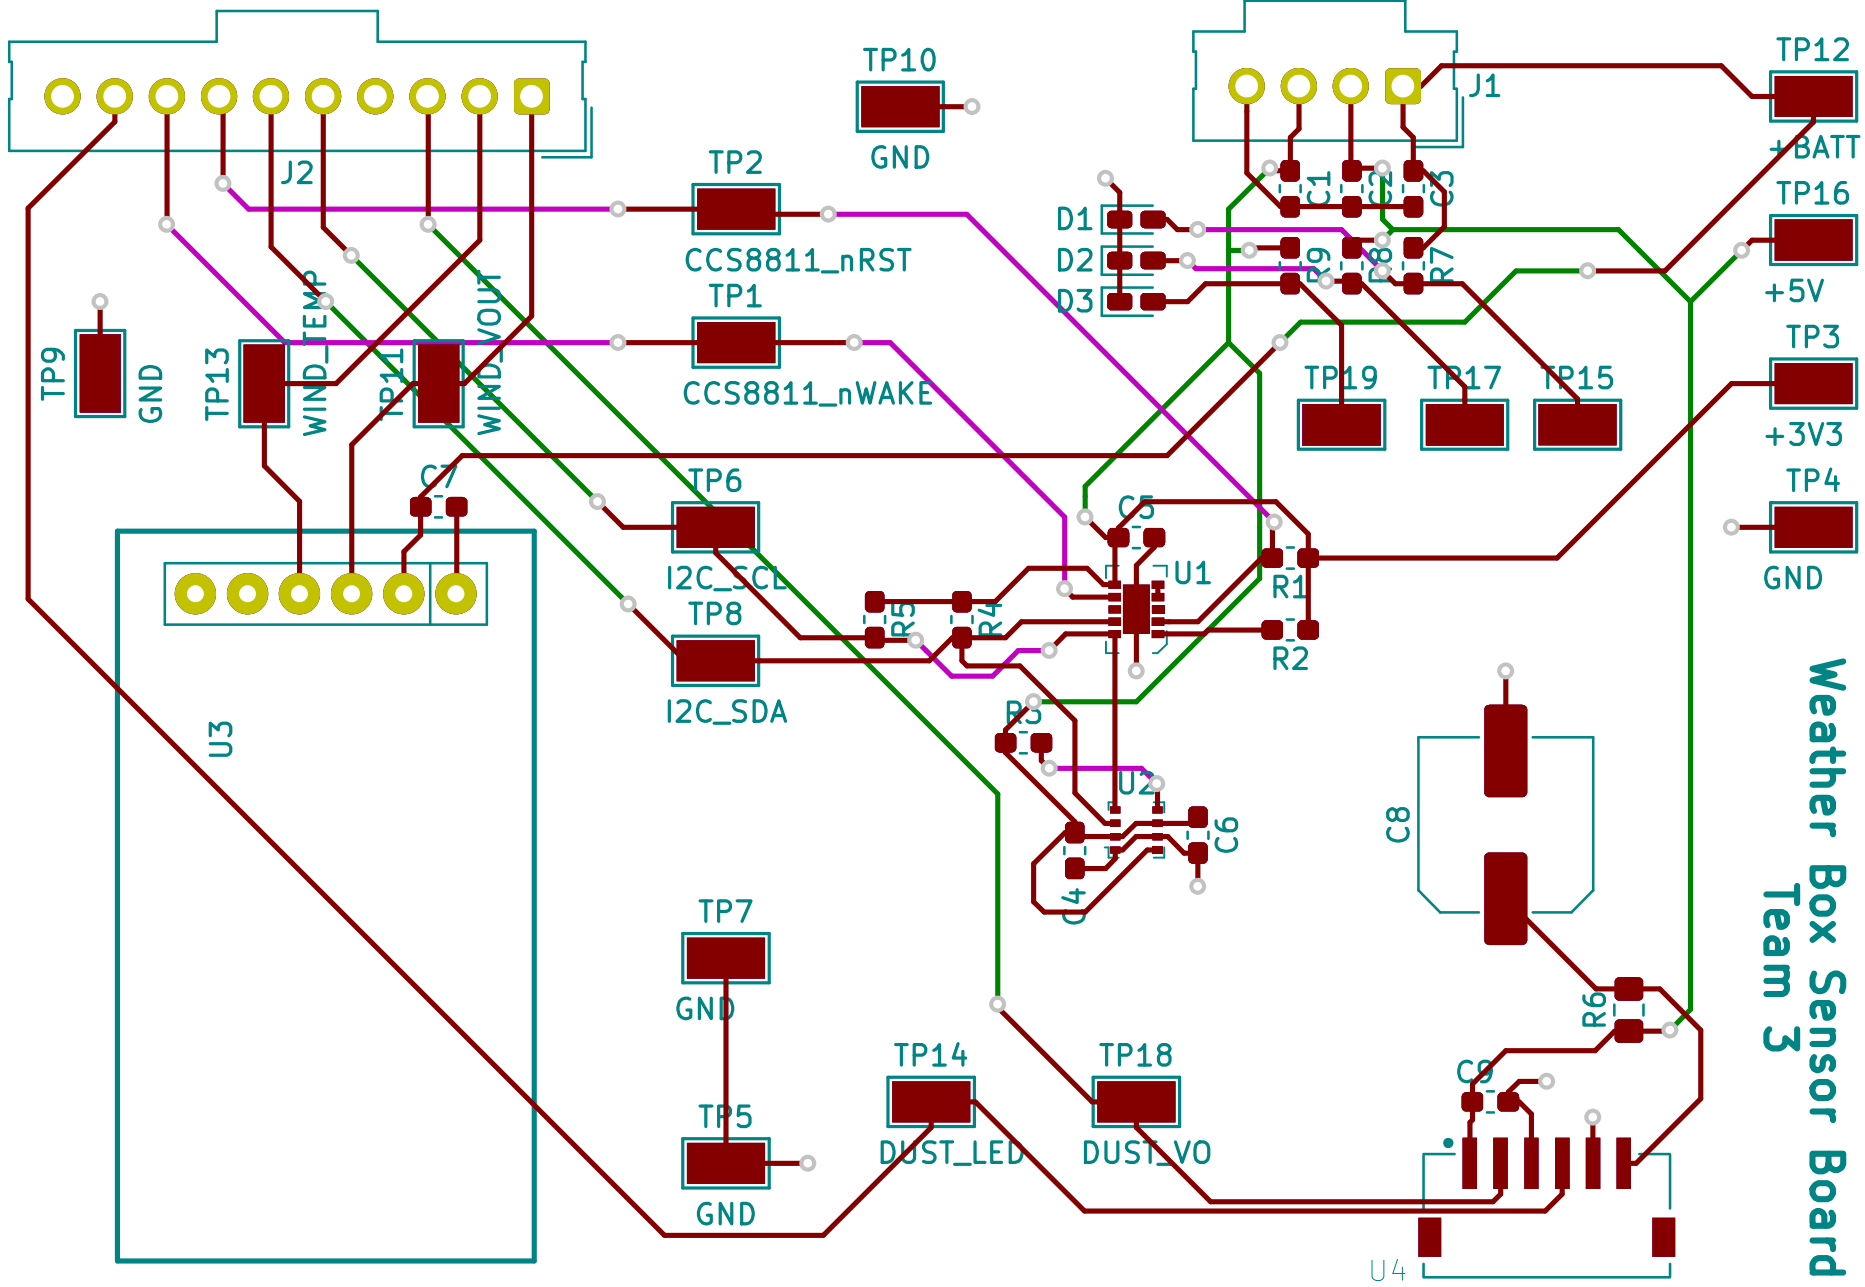 TP10
TP12
J1
+BATT
J2
TP2
GND
C1
C2
C3
TP16
D1
CCS8811_nRST
D2
R9
R8
R7
D3
+5V
TP1
TP9
GND
TP13
WIND_TEMP
TP11
WIND_VOUT
CCS8811_nWAKE
TP19
TP17
TP15
TP3
+3V3
C7
TP6
C5
TP4
I2C_SCL
U1
R1
GND
TP8
R5
R4
R2
I2C_SDA
R3
U3
U2
C6
C8
C4
TP7
GND
R6
TP14
TP18
C9
TP5
DUST_LED
DUST_VO
GND
U4
Weather Box Sensor Board
Team 3